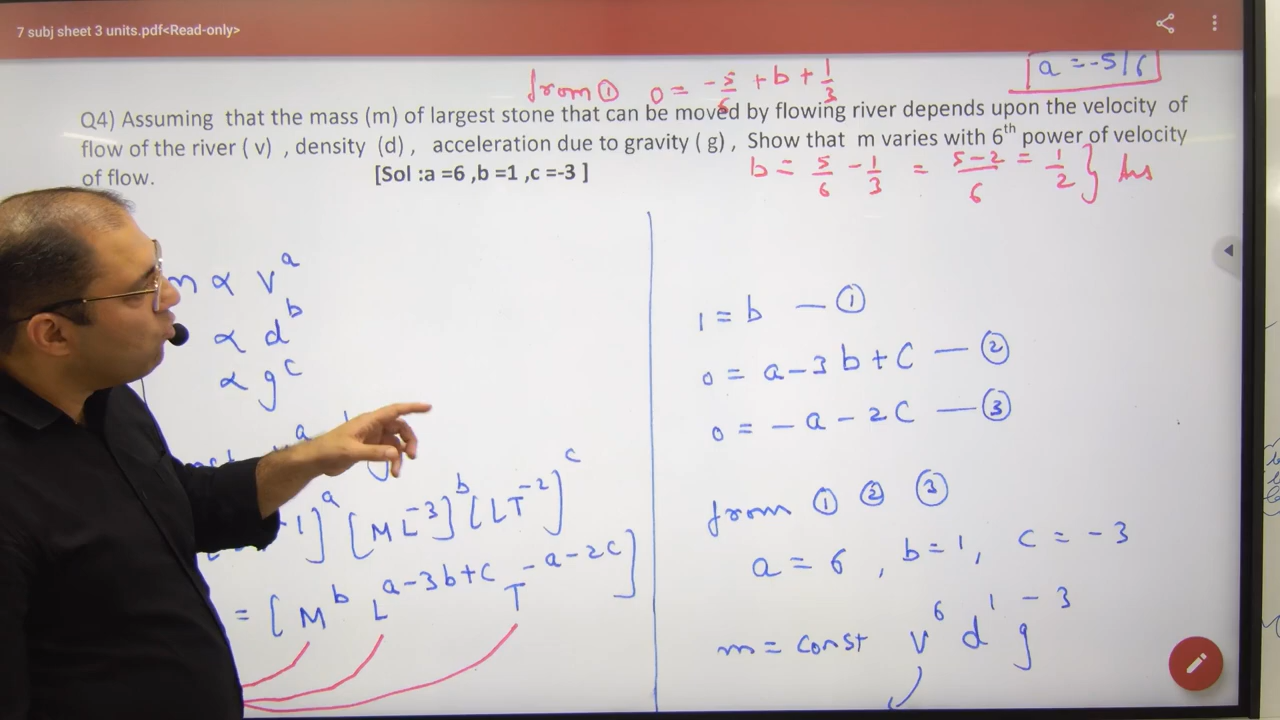 7 subj sheet 3 units.pdf<Read-only>
a = -5/6
from ① 0 = -5/6 + b + 1/3
Q4) Assuming that the mass (m) of largest stone that can be moved by flowing river depends upon the velocity of
flow of the river ( v) , density (d) , acceleration due to gravity ( g) , Show that m varies with 6th power of velocity
of flow. [Sol :a =6 ,b =1 ,c =-3 ]
b = 5/6 - 1/3 = 5-2/6 = 1/2 } Ans
m ∝ v^a
∝ d^b
∝ g^c
]^a [ML^-3]^b [LT^-2]^c
= [M^b L^a-3b+c T^-a-2c]
1 = b — ①
0 = a-3b+c — ②
0 = -a-2c — ③
from ① ② ③
a = 6 , b=1, c = -3
m = const v^6 d^1 g^-3